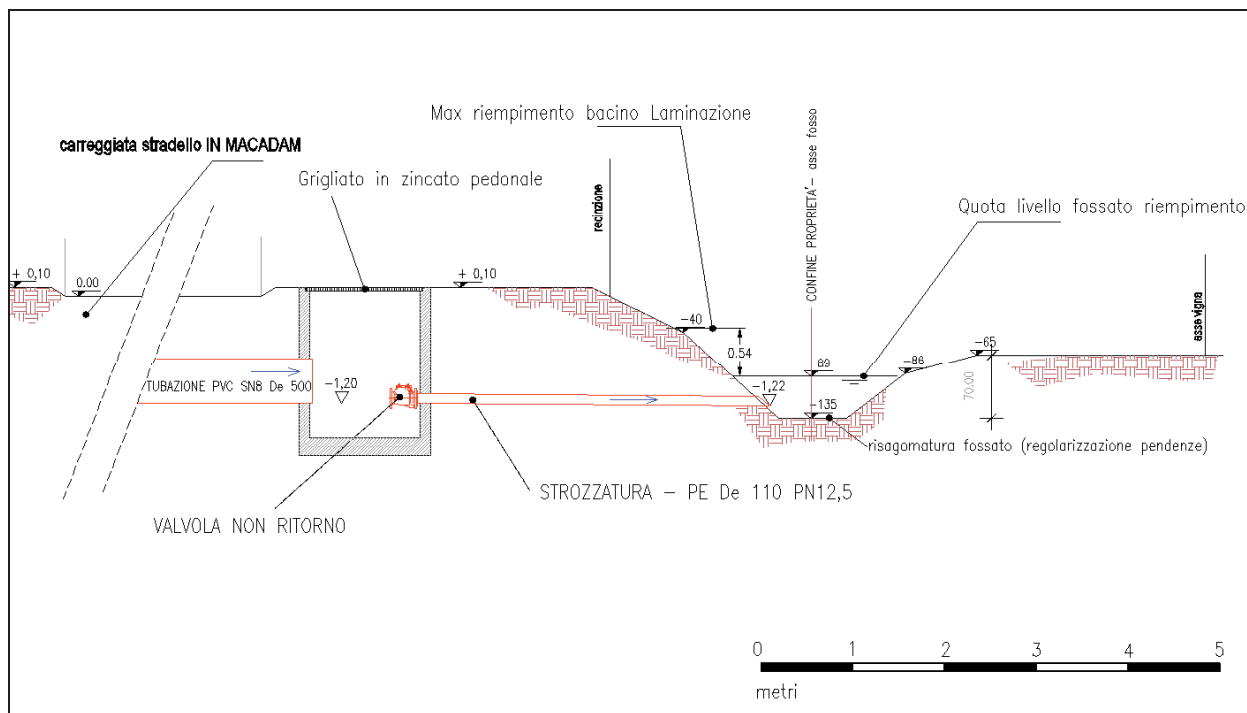 Max riempimento bacino Laminazione
carreggiata stradello IN MACADAM
Grigliato in zincato pedonale
recinzione
CONFINE PROPRIETA'- asse fosso
Quota livello fossato riempimento
asse vigna
+ 0,10
0.00
+ 0,10
-40
0.54
89
-86
-65
70.00
TUBAZIONE PVC SN8 De 500
-1,20
-1,22
-135
risagomatura fossato (regolarizzazione pendenze)
STROZZATURA - PE De 110 PN12,5
VALVOLA NON RITORNO
0 1 2 3 4 5
metri